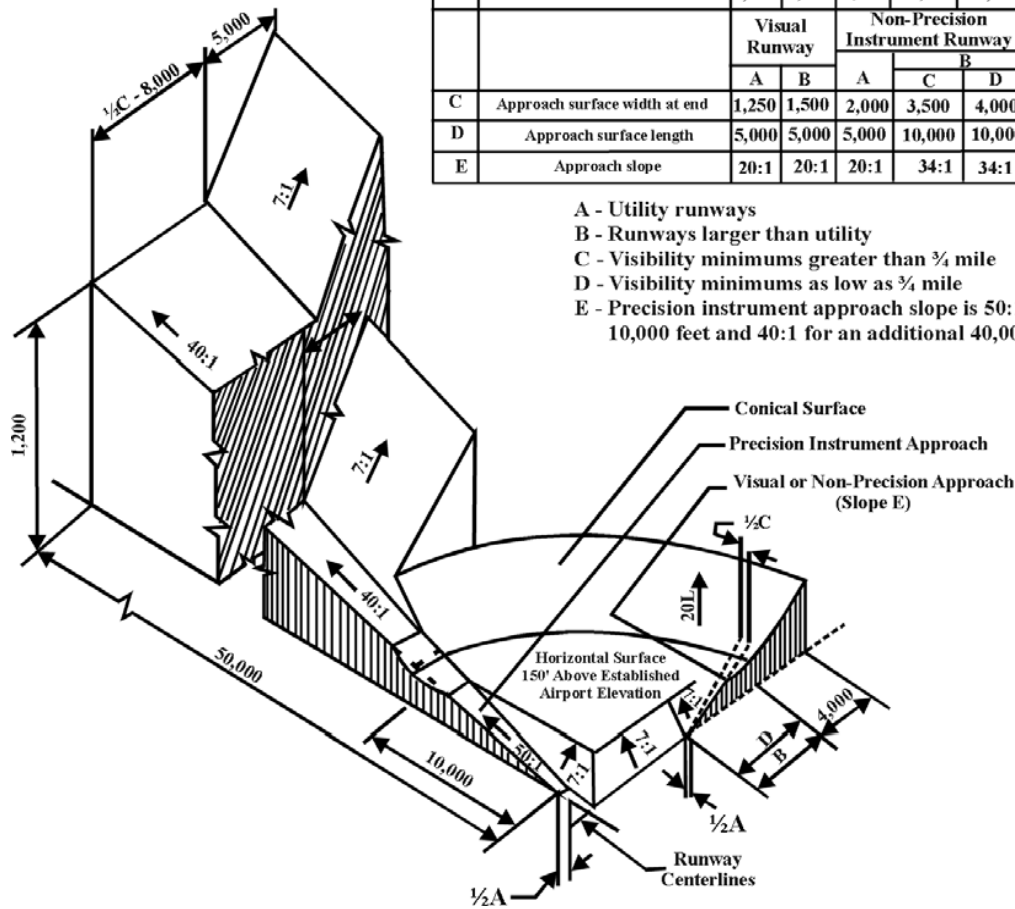 Visual Runway
Non-Precision Instrument Runway
B
A B A C D
C Approach surface width at end 1,250 1,500 2,000 3,500 4,000
D Approach surface length 5,000 5,000 5,000 10,000
E Approach slope 20:1 20:1 20:1 34:1 34:1
A - Utility runways
B - Runways larger than utility
C - Visibility minimums greater than ¾ mile
D - Visibility minimums as low as ¾ mile
E - Precision instrument approach slope is 50:
10,000 feet and 40:1 for an additional
5,000
½C - 8,000
7:1
40:1
1,200
7:1
Conical Surface
Precision Instrument Approach
Visual or Non-Precision Approach
(Slope E)
½C
20L
40:1
Horizontal Surface
150' Above Established
Airport Elevation
7:1
50,000
4,000
7:1
D
B
50:1
7:1
10,000
½A
Runway
Centerlines
½A